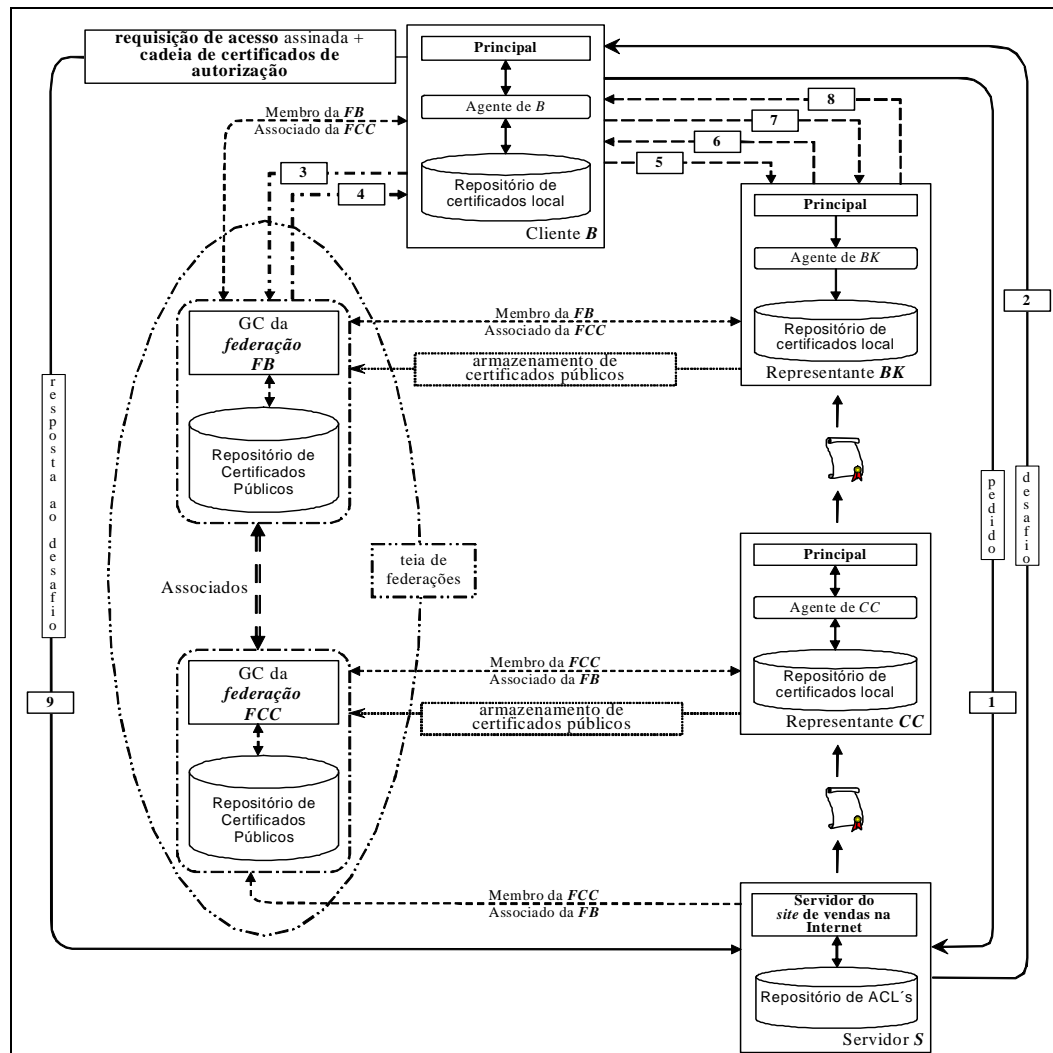 requisição de acesso assinada +
cadeia de certificados de
autorização
Principal
Agente de B
Repositório de
certificados local
Cliente B
Membro da FB
Associado da FCC
3
4
8
7
6
5
Principal
Agente de BK
Repositório de
certificados local
Representante BK
2
GC da
federação
FB
Repositório de
Certificados
Públicos
Membro da FB
Associado da FCC
armazenamento de
certificados públicos
resposta ao desafio
pedido
desafio
teia de
federações
Associados
Principal
Agente de CC
Repositório de
certificados local
Representante CC
GC da
federação
FCC
Repositório de
Certificados
Públicos
Membro da FCC
Associado da FB
armazenamento de
certificados públicos
9
1
Membro da FCC
Associado da FB
Servidor do
site de vendas na
Internet
Repositório de ACL´s
Servidor S